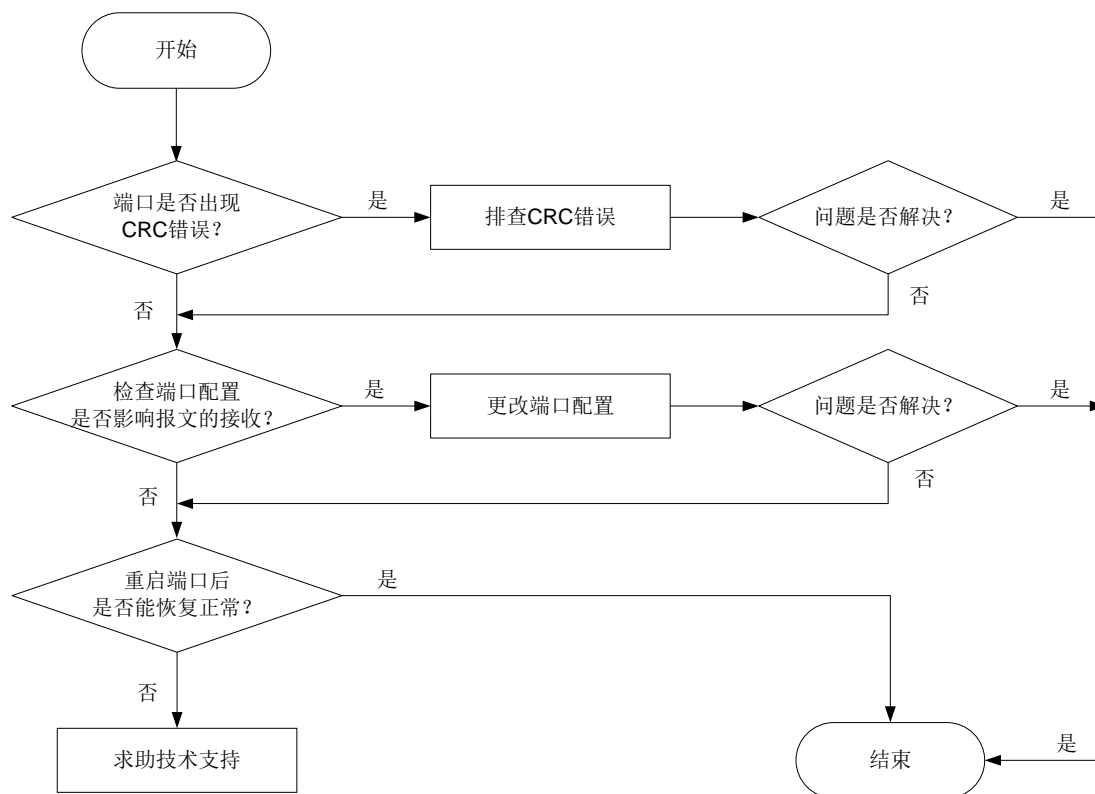 开始
端口是否出现
CRC错误？
是
排查CRC错误
问题是否解决？
是
否
否
检查端口配置
是否影响报文的接收？
是
更改端口配置
问题是否解决？
是
否
否
重启端口后
是否能恢复正常？
是
否
求助技术支持
结束
是